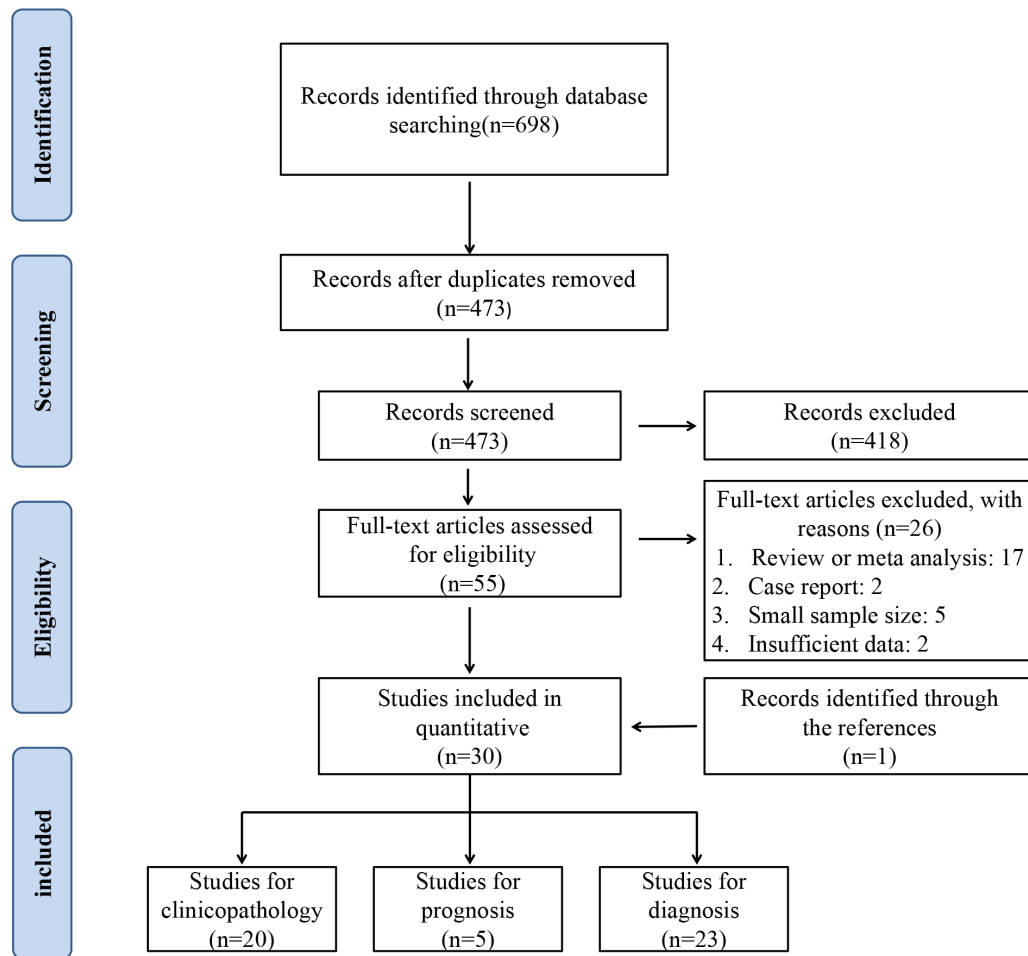 Identification
Records identified through database
searching(n=698)
Screening
Records after duplicates removed
(n=473)
Records screened
(n=473)
Records excluded
(n=418)
Eligibility
Full-text articles assessed
for eligibility
(n=55)
Full-text articles excluded, with
reasons (n=26)
1. Review or meta analysis: 17
2. Case report: 2
3. Small sample size: 5
4. Insufficient data: 2
Studies included in
quantitative
(n=30)
Records identified through
the references
(n=1)
included
Studies for
clinicopathology
(n=20)
Studies for
prognosis
(n=5)
Studies for
diagnosis
(n=23)